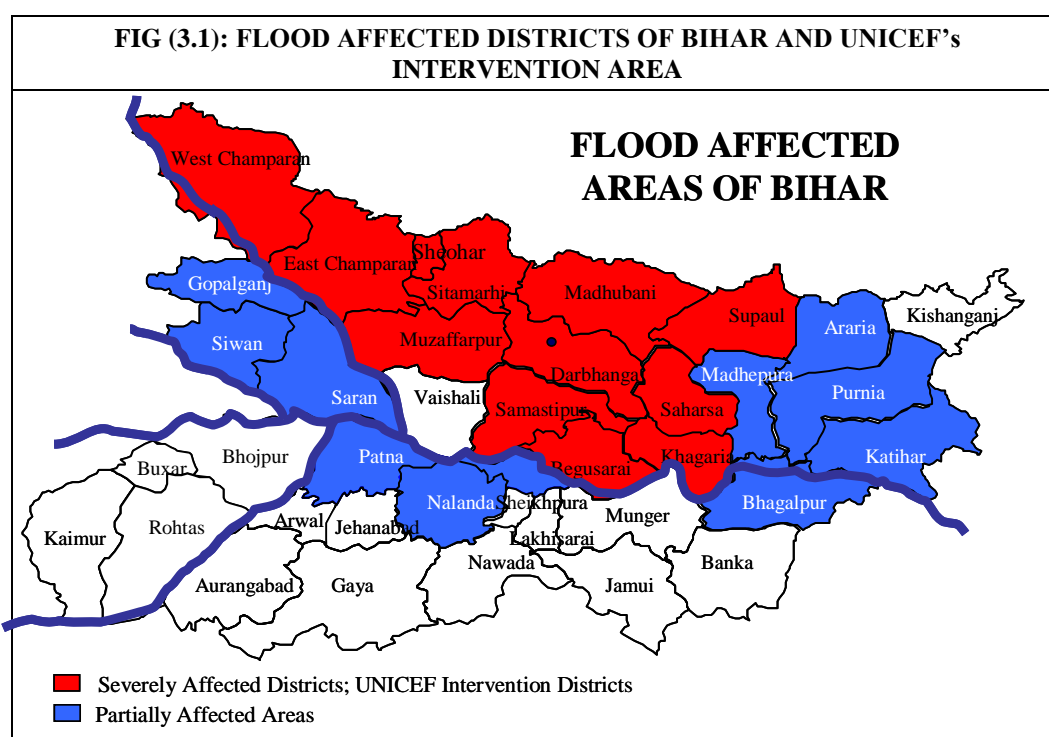 FIG (3.1): FLOOD AFFECTED DISTRICTS OF BIHAR AND UNICEF's
INTERVENTION AREA
FLOOD AFFECTED
AREAS OF BIHAR
West Champaran
Sheohar
East Champaran
Gopalganj
Sitamarhi
Madhubani
Supaul
Kishanganj
Araria
Siwan
Muzaffarpur
Darbhanga
Madhepura
Purnia
Saran
Vaishali
Samastipur
Saharsa
Bhojpur
Patna
Begusarai
Khagaria
Katihar
Buxar
Nalanda
Sheikhpura
Bhagalpur
Munger
Kaimur
Rohtas
Arwal
Jehanabad
Lakhisarai
Aurangabad
Gaya
Nawada
Jamui
Banka
Severely Affected Districts; UNICEF Intervention Districts
Partially Affected Areas